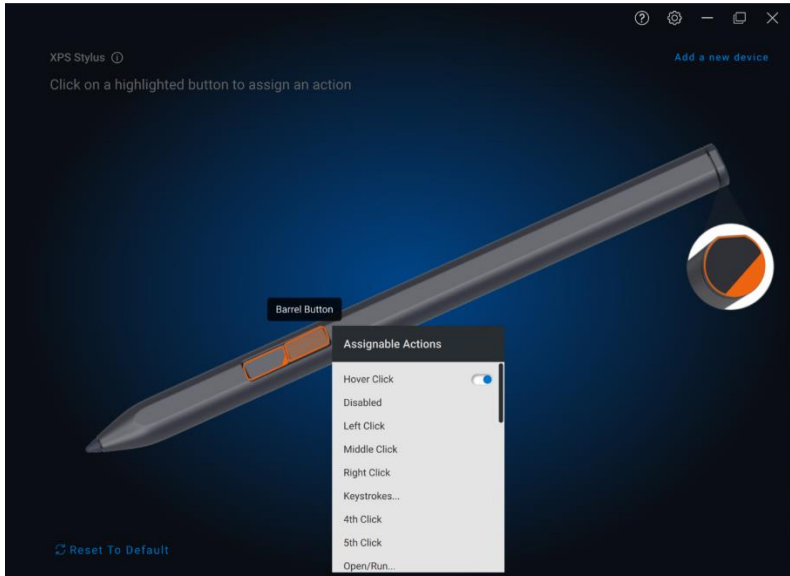 XPS Stylus
Add a new device
Click on a highlighted button to assign an action
Barrel Button
Assignable Actions
Hover Click
Disabled
Left Click
Middle Click
Right Click
Keystrokes...
4th Click
5th Click
Open/Run...
Reset To Default